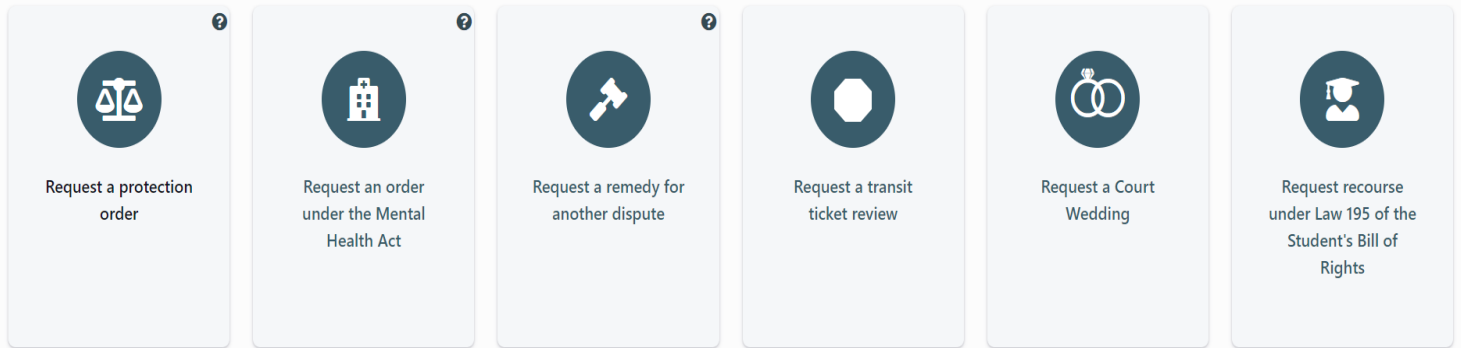 Request a protection
order
Request an order
under the Mental
Health Act
Request a remedy for
another dispute
Request a transit
ticket review
Request a Court
Wedding
Request recourse
under Law 195 of the
Student's Bill of
Rights